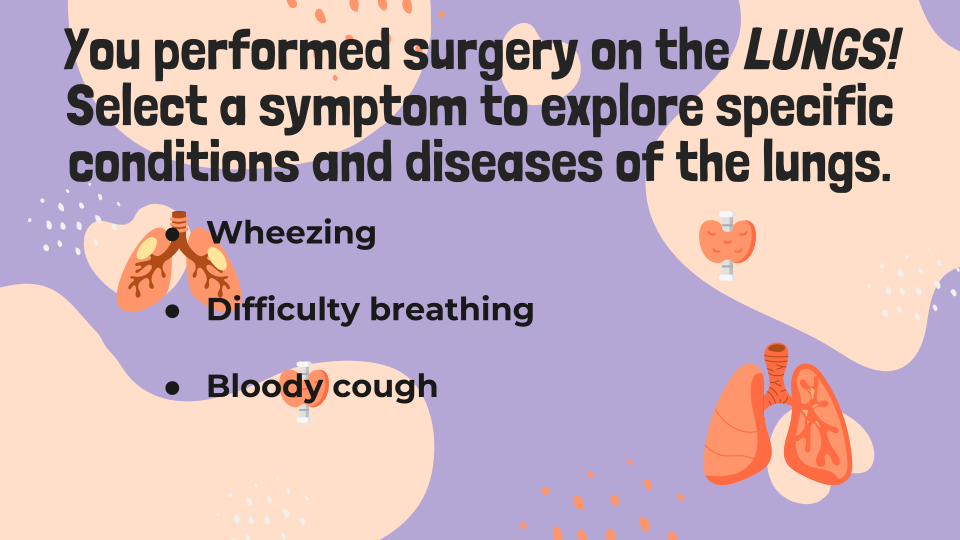 You performed surgery on the LUNGS!
Select a symptom to explore specific
conditions and diseases of the lungs.
● Wheezing
● Difficulty breathing
● Bloody cough